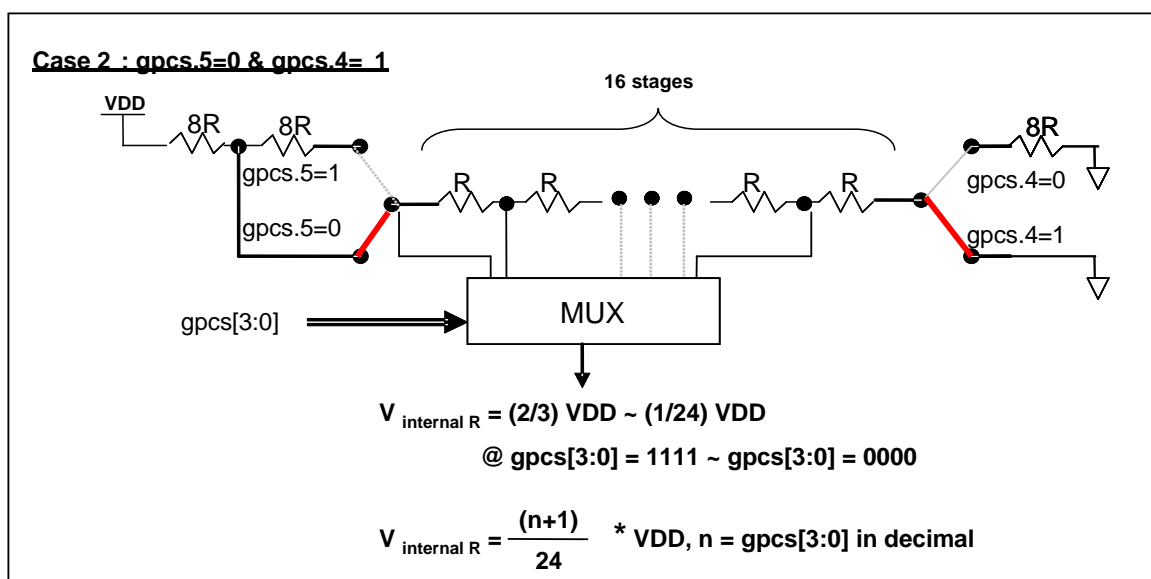 Case 2 : gpcs.5=0 & gpcs.4= 1
16 stages
VDD
8R 8R 8R
gpcs.5=1
R R R R
gpcs.4=0
gpcs.5=0
gpcs.4=1
MUX
gpcs[3:0]
V internal R = (2/3) VDD ~ (1/24) VDD
@ gpcs[3:0] = 1111 ~ gpcs[3:0] = 0000
V internal R = (n+1) / 24 * VDD, n = gpcs[3:0] in decimal